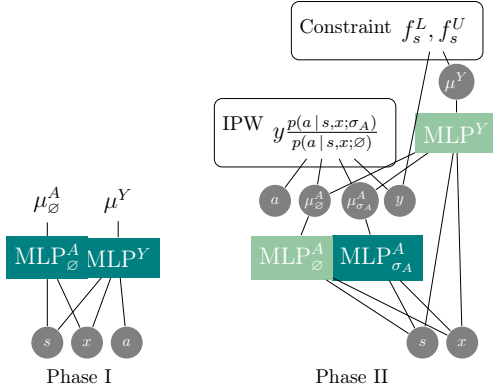 Constraint f_s^L, f_s^U
μ^Y
IPW y p(a | s,x;σ_A) / p(a | s,x;∅)
MLP^Y
a μ_∅^A μ_{σ_A}^A y
μ_∅^A μ^Y
MLP_∅^A MLP^Y
MLP_∅^A MLP_{σ_A}^A
s x a
s x
Phase I
Phase II